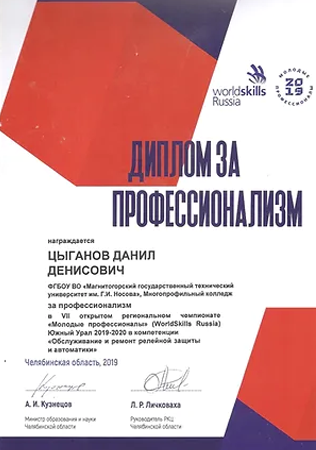 worldskills
Russia
МОЛОДЫЕ
2019
ПРОФЕССИОНАЛЫ
ДИПЛОМ ЗА
ПРОФЕССИОНАЛИЗМ
награждается
ЦЫГАНОВ ДАНИЛ
ДЕНИСОВИЧ
ФГБОУ ВО «Магнитогорский государственный технический
университет им. Г.И. Носова», Многопрофильный колледж
за профессионализм
в VII открытом региональном чемпионате
«Молодые профессионалы» (WorldSkills Russia)
Южный Урал 2019-2020 в компетенции
«Обслуживание и ремонт релейной защиты
и автоматики»
Челябинская область, 2019
А. И. Кузнецов
Л. Р. Личковаха
Министр образования и науки
Челябинской области
Руководитель РКЦ
Челябинской области